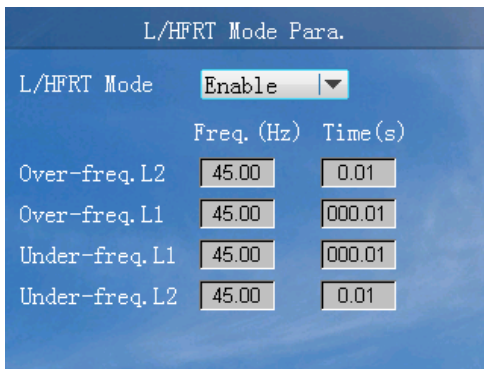 L/HFRT Mode Para.
L/HFRT Mode Enable
Freq.(Hz) Time(s)
Over-freq.L2 45.00 0.01
Over-freq.L1 45.00 000.01
Under-freq.L1 45.00 000.01
Under-freq.L2 45.00 0.01